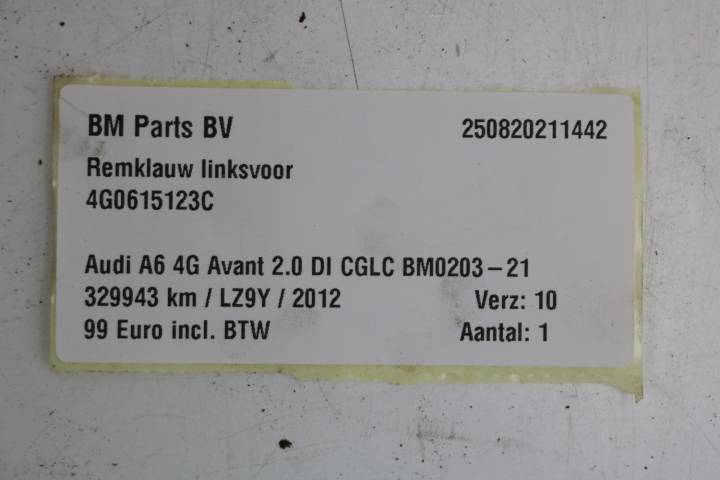 BM Parts BV 250820211442
Remklauw linksvoor
4G0615123C
Audi A6 4G Avant 2.0 DI CGLC BM0203-21
329943 km / LZ9Y / 2012 Verz: 10
99 Euro incl. BTW Aantal: 1